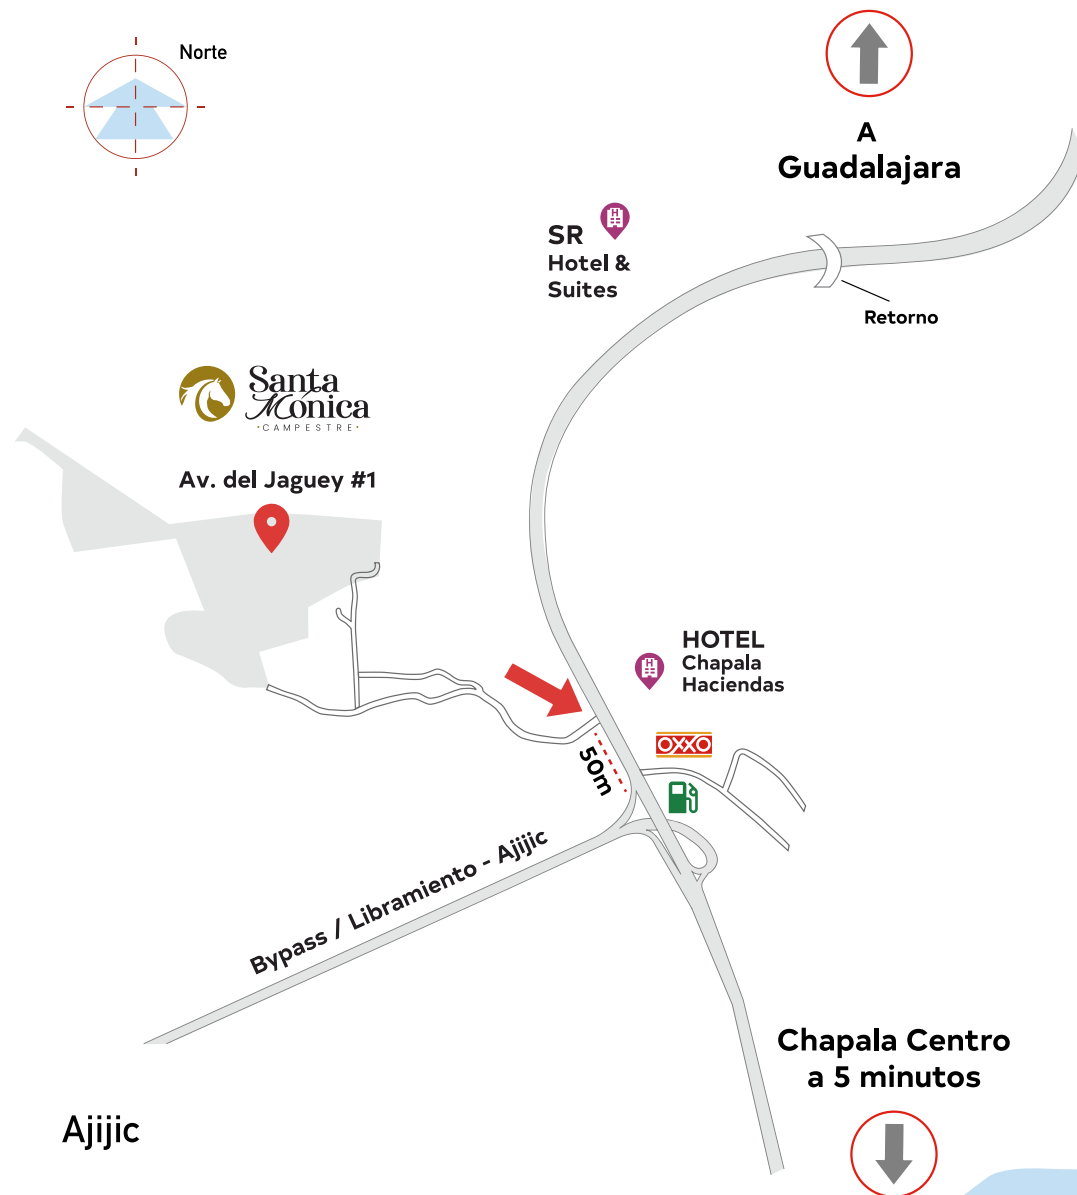 Norte
A
Guadalajara
SR
Hotel &
Suites
Retorno
Santa
Mónica
•CAMPESTRE•
Av. del Jaguey #1
HOTEL
Chapala
Haciendas
OXXO
50m
Bypass / Libramiento - Ajijic
Chapala Centro
a 5 minutos
Ajijic